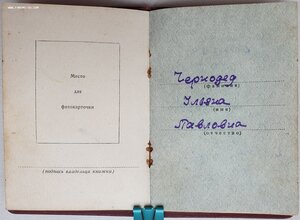 Место
для
фотокарточки
(подпись владельца книжки)
Чернодед
(фамилия)
Ульяна
(имя)
Павловна
(отчество)